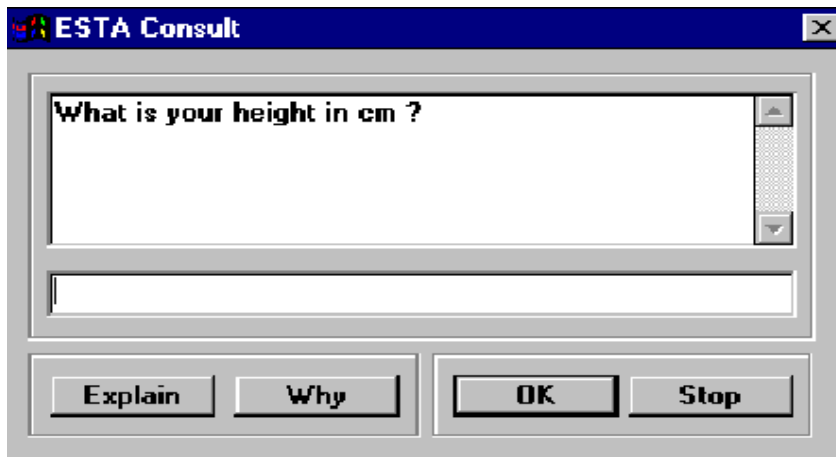 ESTA Consult
What is your height in cm ?
Explain
Why
OK
Stop